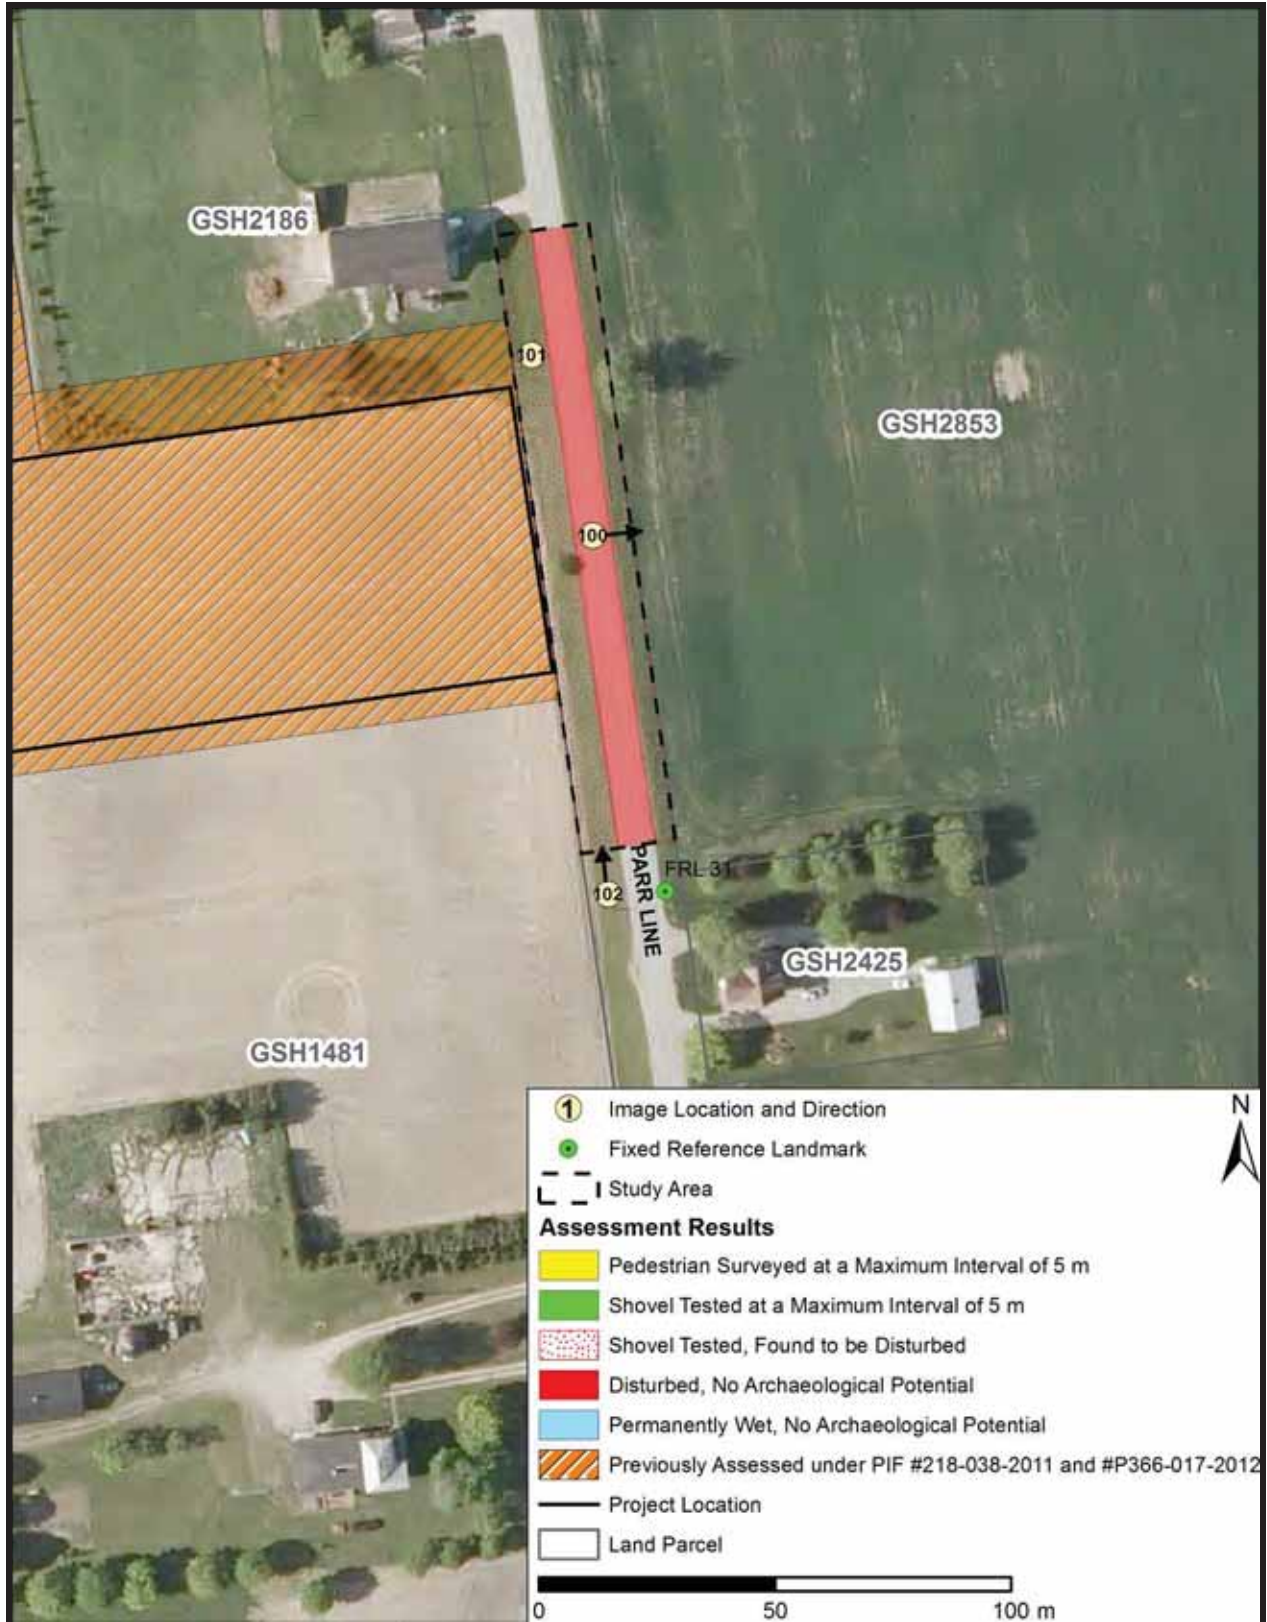 GSH2186
101
GSH2853
100
PARR LINE
FRL 31
102
GSH2425
GSH1481
N
1 Image Location and Direction
Fixed Reference Landmark
Study Area
Assessment Results
Pedestrian Surveyed at a Maximum Interval of 5 m
Shovel Tested at a Maximum Interval of 5 m
Shovel Tested, Found to be Disturbed
Disturbed, No Archaeological Potential
Permanently Wet, No Archaeological Potential
Previously Assessed under PIF #218-038-2011 and #P366-017-2012
Project Location
Land Parcel
0 50 100 m